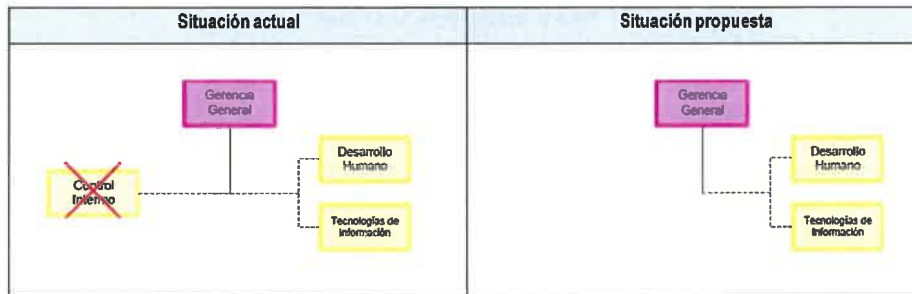 Situación actual
Situación propuesta
Gerencia
General
Desarrollo
Humano
Control
Interno
Tecnologías de
Información
Gerencia
General
Desarrollo
Humano
Tecnologías de
Información